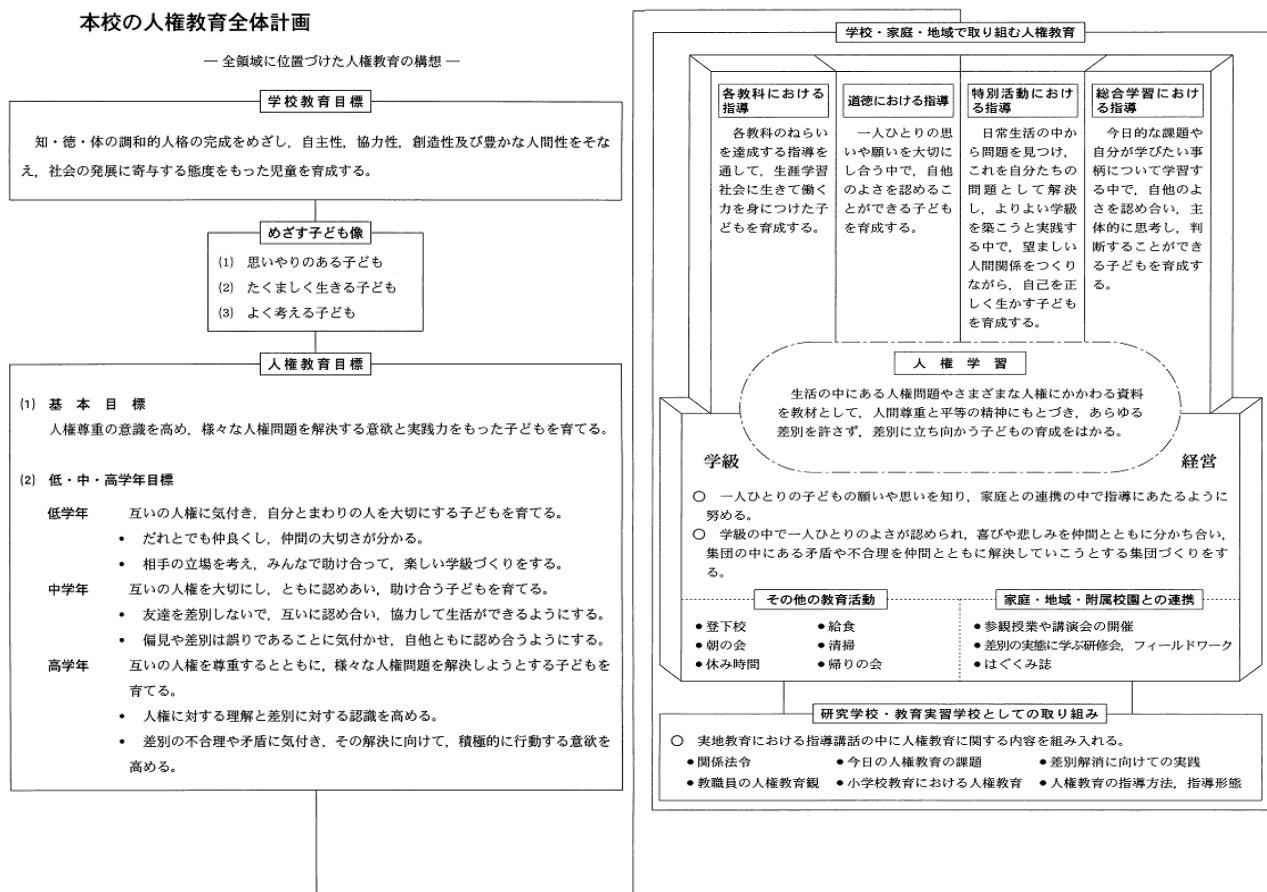 本校の人権教育全体計画
― 全領域に位置づけた人権教育の構想 ―
学校教育目標
知・徳・体の調和的人格の完成をめざし，自主性，協力性，創造性及び豊かな人間性をそな
え，社会の発展に寄与する態度をもった児童を育成する。
めざす子ども像
(1) 思いやりのある子ども
(2) たくましく生きる子ども
(3) よく考える子ども
人権教育目標
(1) 基本目標
人権尊重の意識を高め，様々な人権問題を解決する意欲と実践力をもった子どもを育てる。
(2) 低・中・高学年目標
低学年 互いの人権に気付き，自分とまわりの人を大切にする子どもを育てる。
• だれとでも仲良くし，仲間の大切さが分かる。
• 相手の立場を考え，みんなで助け合って，楽しい学級づくりをする。
中学年 互いの人権を大切にし，ともに認めあい，助け合う子どもを育てる。
• 友達を差別しないで，互いに認め合い，協力して生活ができるようにする。
• 偏見や差別は誤りであることに気付かせ，自他ともに認め合うようにする。
高学年 互いの人権を尊重するとともに，様々な人権問題を解決しようとする子どもを
育てる。
• 人権に対する理解と差別に対する認識を高める。
• 差別の不合理や矛盾に気付き，その解決に向けて，積極的に行動する意欲を
高める。
学校・家庭・地域で取り組む人権教育
各教科における
指導
各教科のねらい
を達成する指導を
通して，生涯学習
社会に生きて働く
力を身につけた子
どもを育成する。
道徳における指導
一人ひとりの思
いや願いを大切に
し合う中で，自他
のよさを認めるこ
とができる子ども
を育成する。
特別活動におけ
る指導
日常生活の中か
ら問題を見つけ，
これを自分たちの
問題として解決
し，よりよい学級
を築こうと実践す
る中で，望ましい
人間関係をつくり
ながら，自己を正
しく生かす子ども
を育成する。
総合学習におけ
る指導
今日的な課題や
自分が学びたい事
柄について学習す
る中で，自他のよ
さを認め合い，主
体的に思考し，判
断することができ
る子どもを育成す
る。
人権学習
生活の中にある人権問題やさまざまな人権にかかわる資料
を教材として，人間尊重と平等の精神にもとづき，あらゆる
差別を許さず，差別に立ち向かう子どもの育成をはかる。
学級 経営
○ 一人ひとりの子どもの願いや思いを知り，家庭との連携の中で指導にあたるように
努める。
○ 学級の中で一人ひとりのよさが認められ，喜びや悲しみを仲間とともに分かち合い，
集団の中にある矛盾や不合理を仲間とともに解決していこうとする集団づくりをす
る。
その他の教育活動
●登下校 ●給食
●朝の会 ●清掃
●休み時間 ●帰りの会
家庭・地域・附属校園との連携
●参観授業や講演会の開催
●差別の実態に学ぶ研修会，フィールドワーク
●はぐくみ誌
研究学校・教育実習学校としての取り組み
○ 実地教育における指導講話の中に人権教育に関する内容を組み入れる。
●関係法令 ●今日の人権教育の課題 ●差別解消に向けての実践
●教職員の人権教育観 ●小学校教育における人権教育 ●人権教育の指導方法，指導形態